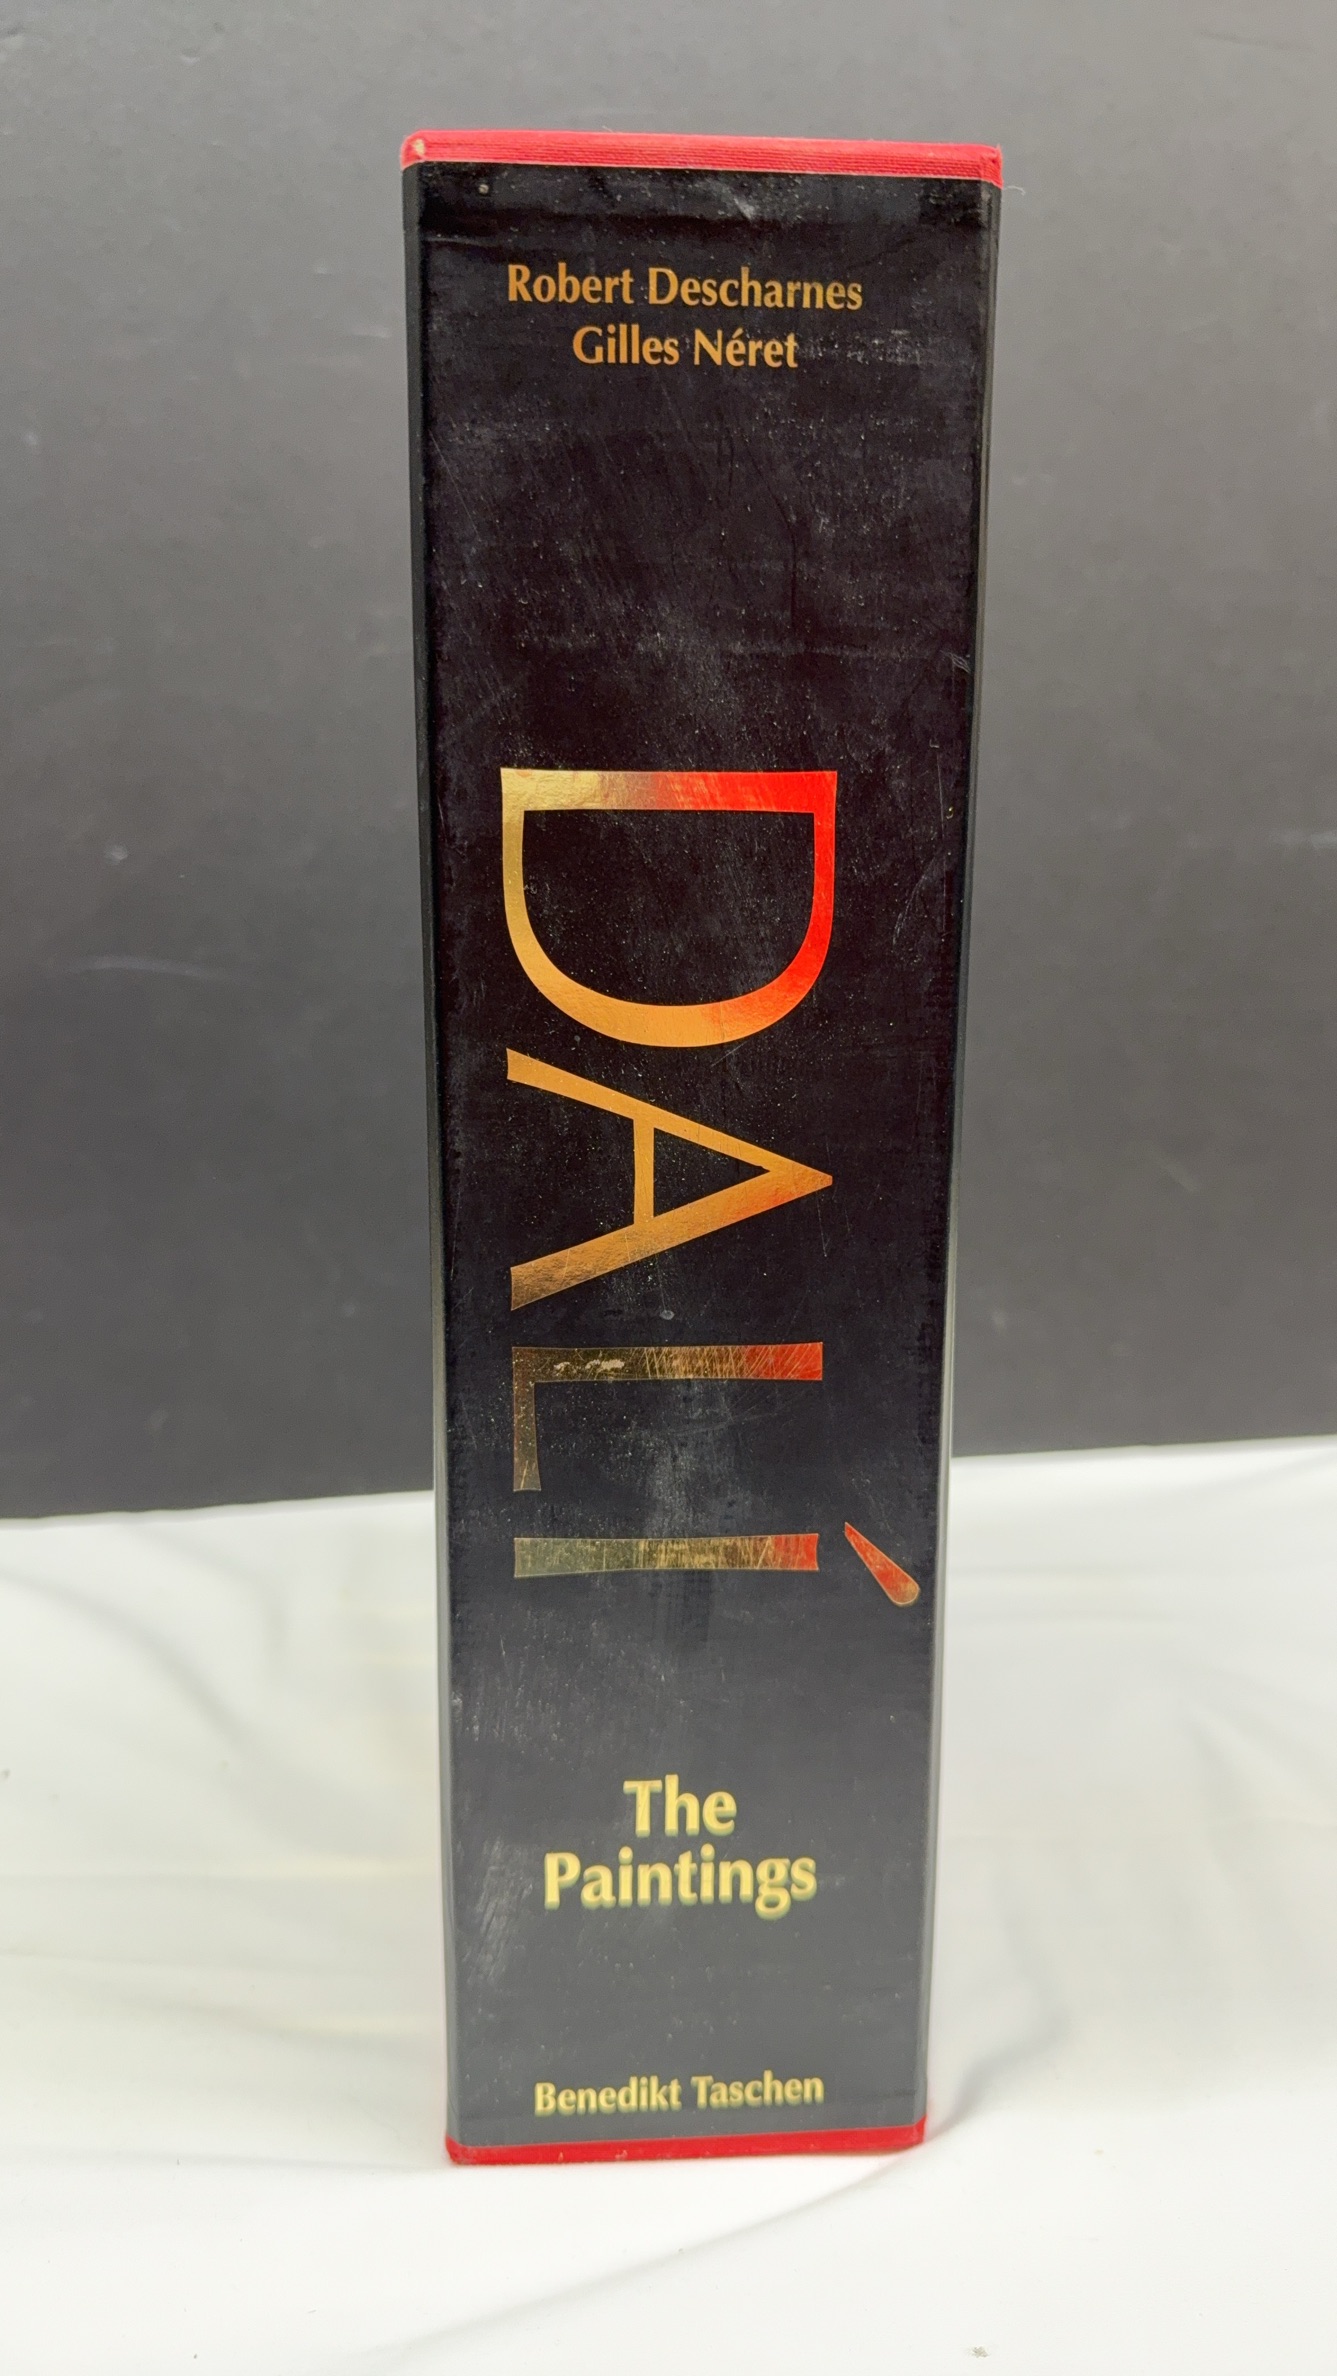 Robert Descharnes
Gilles Néret
DALÍ
The
Paintings
Benedikt Taschen